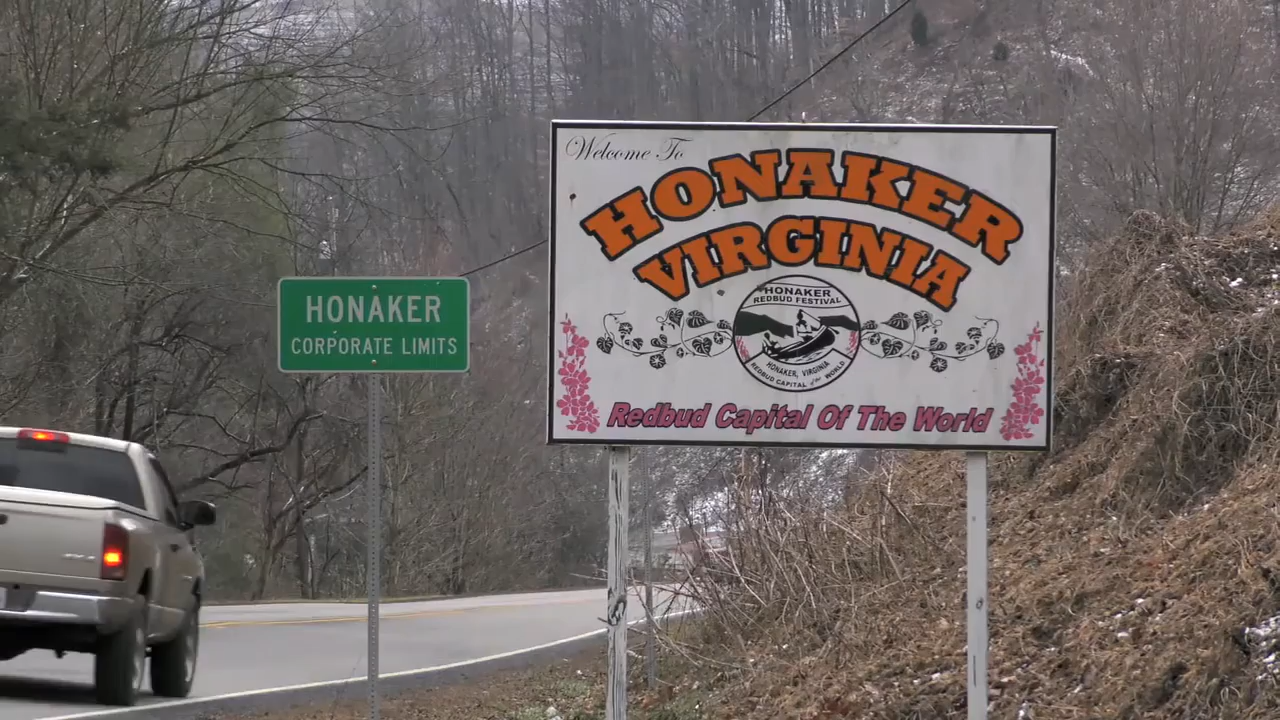 HONAKER
CORPORATE LIMITS
Welcome To
HONAKER
VIRGINIA
HONAKER
REDBUD FESTIVAL
HONAKER, VIRGINIA
REDBUD CAPITAL of the WORLD
Redbud Capital Of The World